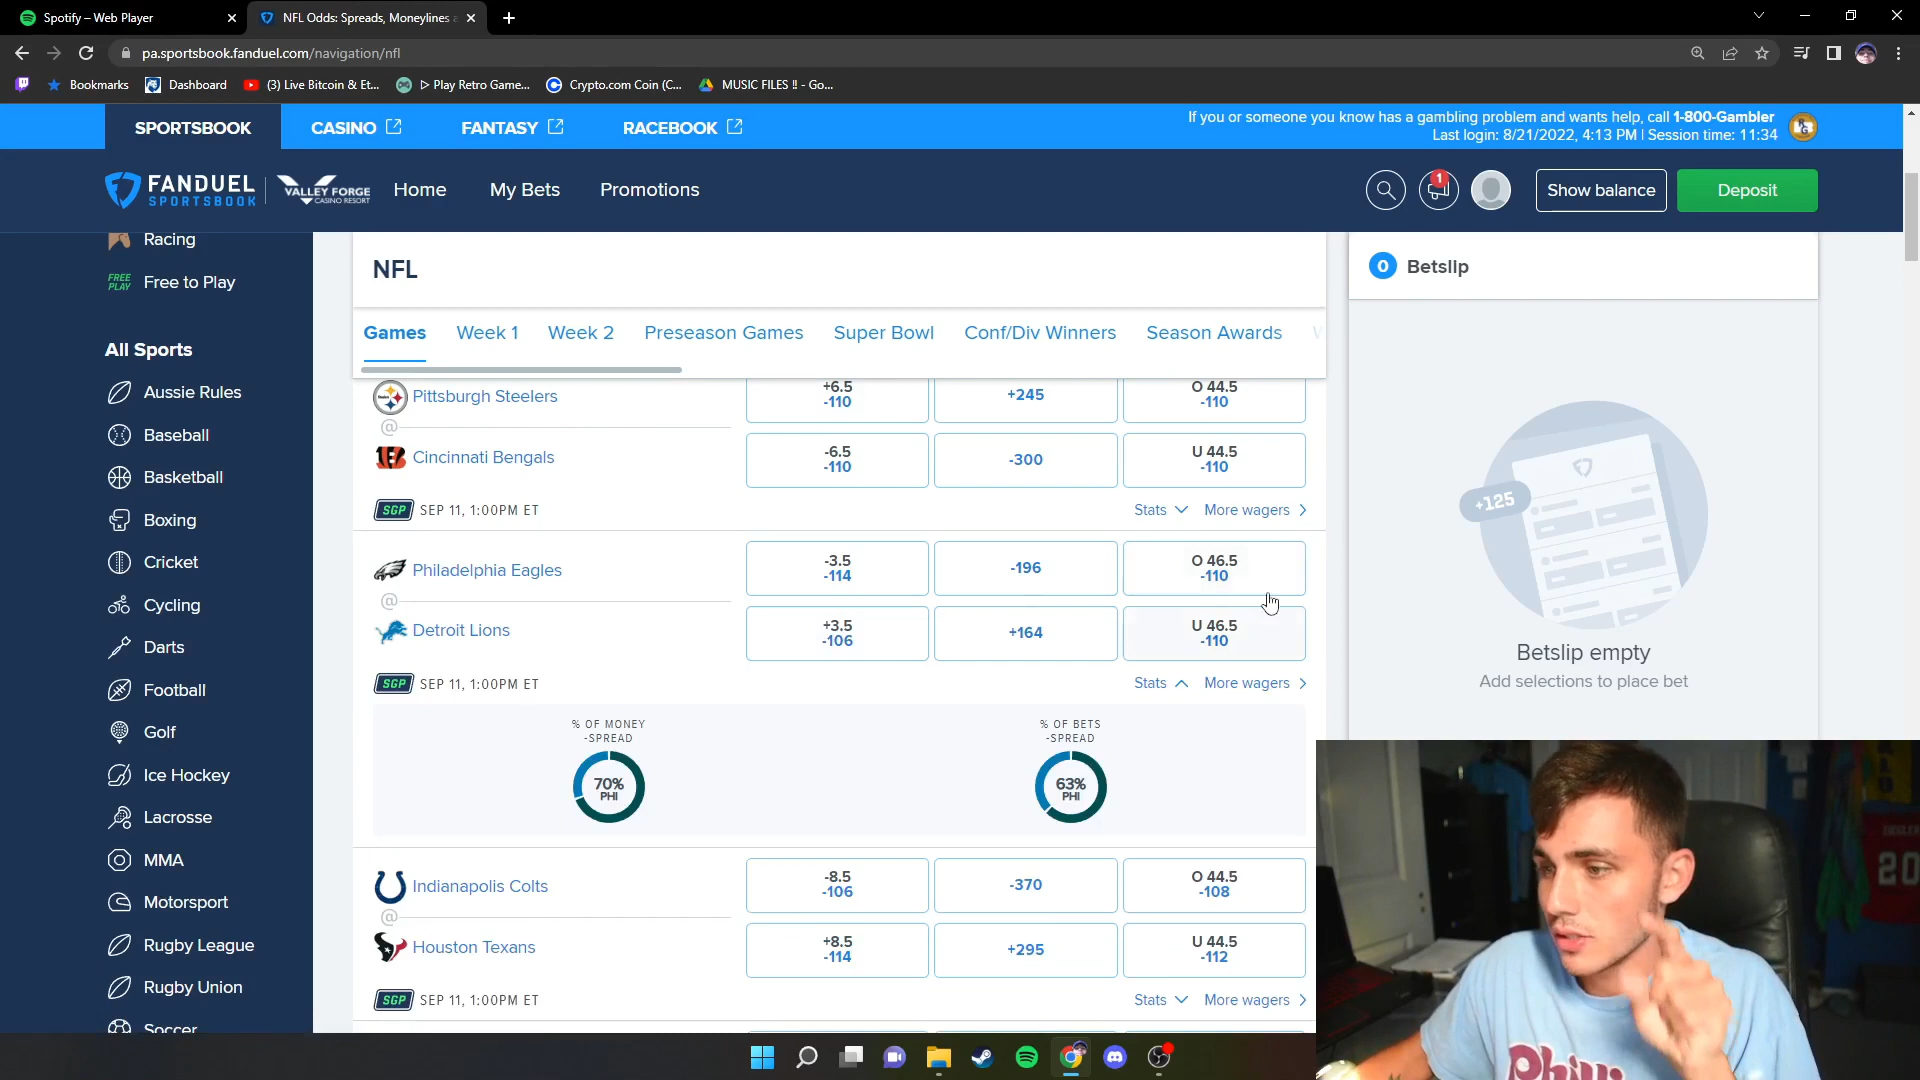 Spotify – Web Player
NFL Odds: Spreads, Moneylines a
pa.sportsbook.fanduel.com/navigation/nfl
Bookmarks
Dashboard
(3) Live Bitcoin & Et...
▷ Play Retro Game...
Crypto.com Coin (C...
MUSIC FILES !! - Go...
SPORTSBOOK
CASINO
FANTASY
RACEBOOK
If you or someone you know has a gambling problem and wants help, call 1-800-Gambler
Last login: 8/21/2022, 4:13 PM | Session time: 11:34
RG
FANDUEL
SPORTSBOOK
VALLEY FORGE
CASINO RESORT
Home
My Bets
Promotions
1
Show balance
Deposit
Racing
FREE
PLAY
Free to Play
All Sports
Aussie Rules
Baseball
Basketball
Boxing
Cricket
Cycling
Darts
Football
Golf
Ice Hockey
Lacrosse
MMA
Motorsport
Rugby League
Rugby Union
Soccer
NFL
Games
Week 1
Week 2
Preseason Games
Super Bowl
Conf/Div Winners
Season Awards
Pittsburgh Steelers
+6.5
-110
+245
O 44.5
-110
@
Cincinnati Bengals
-6.5
-110
-300
U 44.5
-110
SGP
SEP 11, 1:00PM ET
Stats
More wagers
Philadelphia Eagles
-3.5
-114
-196
O 46.5
-110
@
Detroit Lions
+3.5
-106
+164
U 46.5
-110
SGP
SEP 11, 1:00PM ET
Stats
More wagers
% OF MONEY
-SPREAD
70%
PHI
% OF BETS
-SPREAD
63%
PHI
Indianapolis Colts
-8.5
-106
-370
O 44.5
-108
@
Houston Texans
+8.5
-114
+295
U 44.5
-112
SGP
SEP 11, 1:00PM ET
Stats
More wagers
0
Betslip
+125
Betslip empty
Add selections to place bet
20